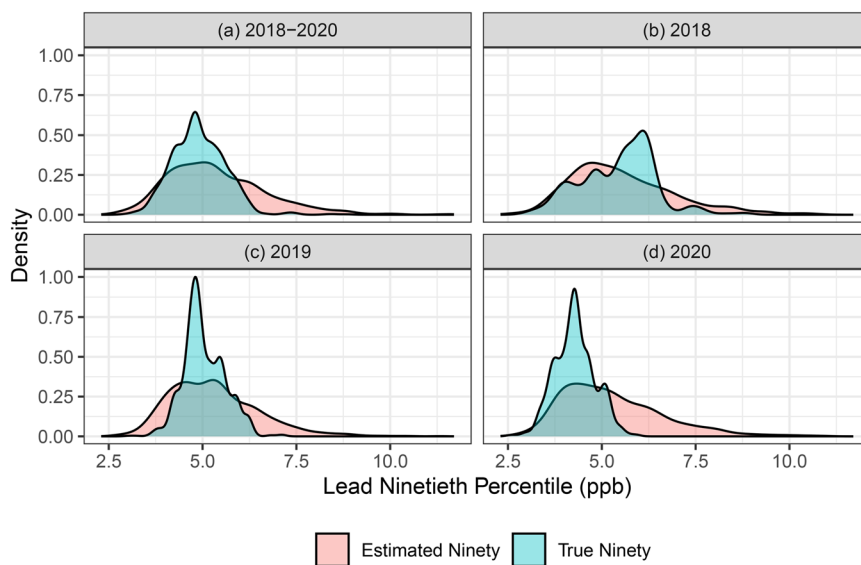 (a) 2018−2020
(b) 2018
1.00
0.75
0.50
0.25
0.00
(c) 2019
(d) 2020
1.00
0.75
0.50
0.25
0.00
Density
2.5 5.0 7.5 10.0
2.5 5.0 7.5 10.0
Lead Ninetieth Percentile (ppb)
Estimated Ninety
True Ninety